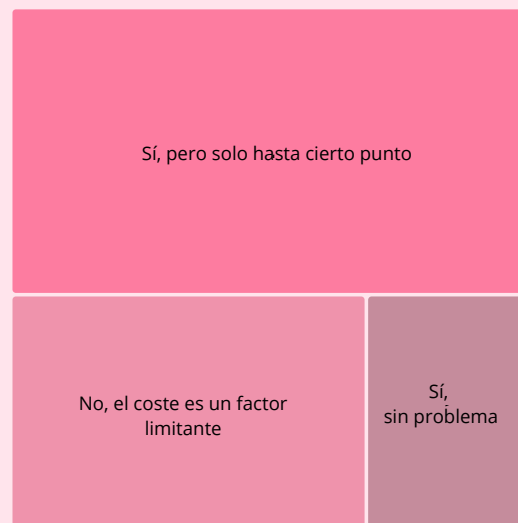 Sí, pero solo hasta cierto punto
No, el coste es un factor
limitante
Sí,
sin problema